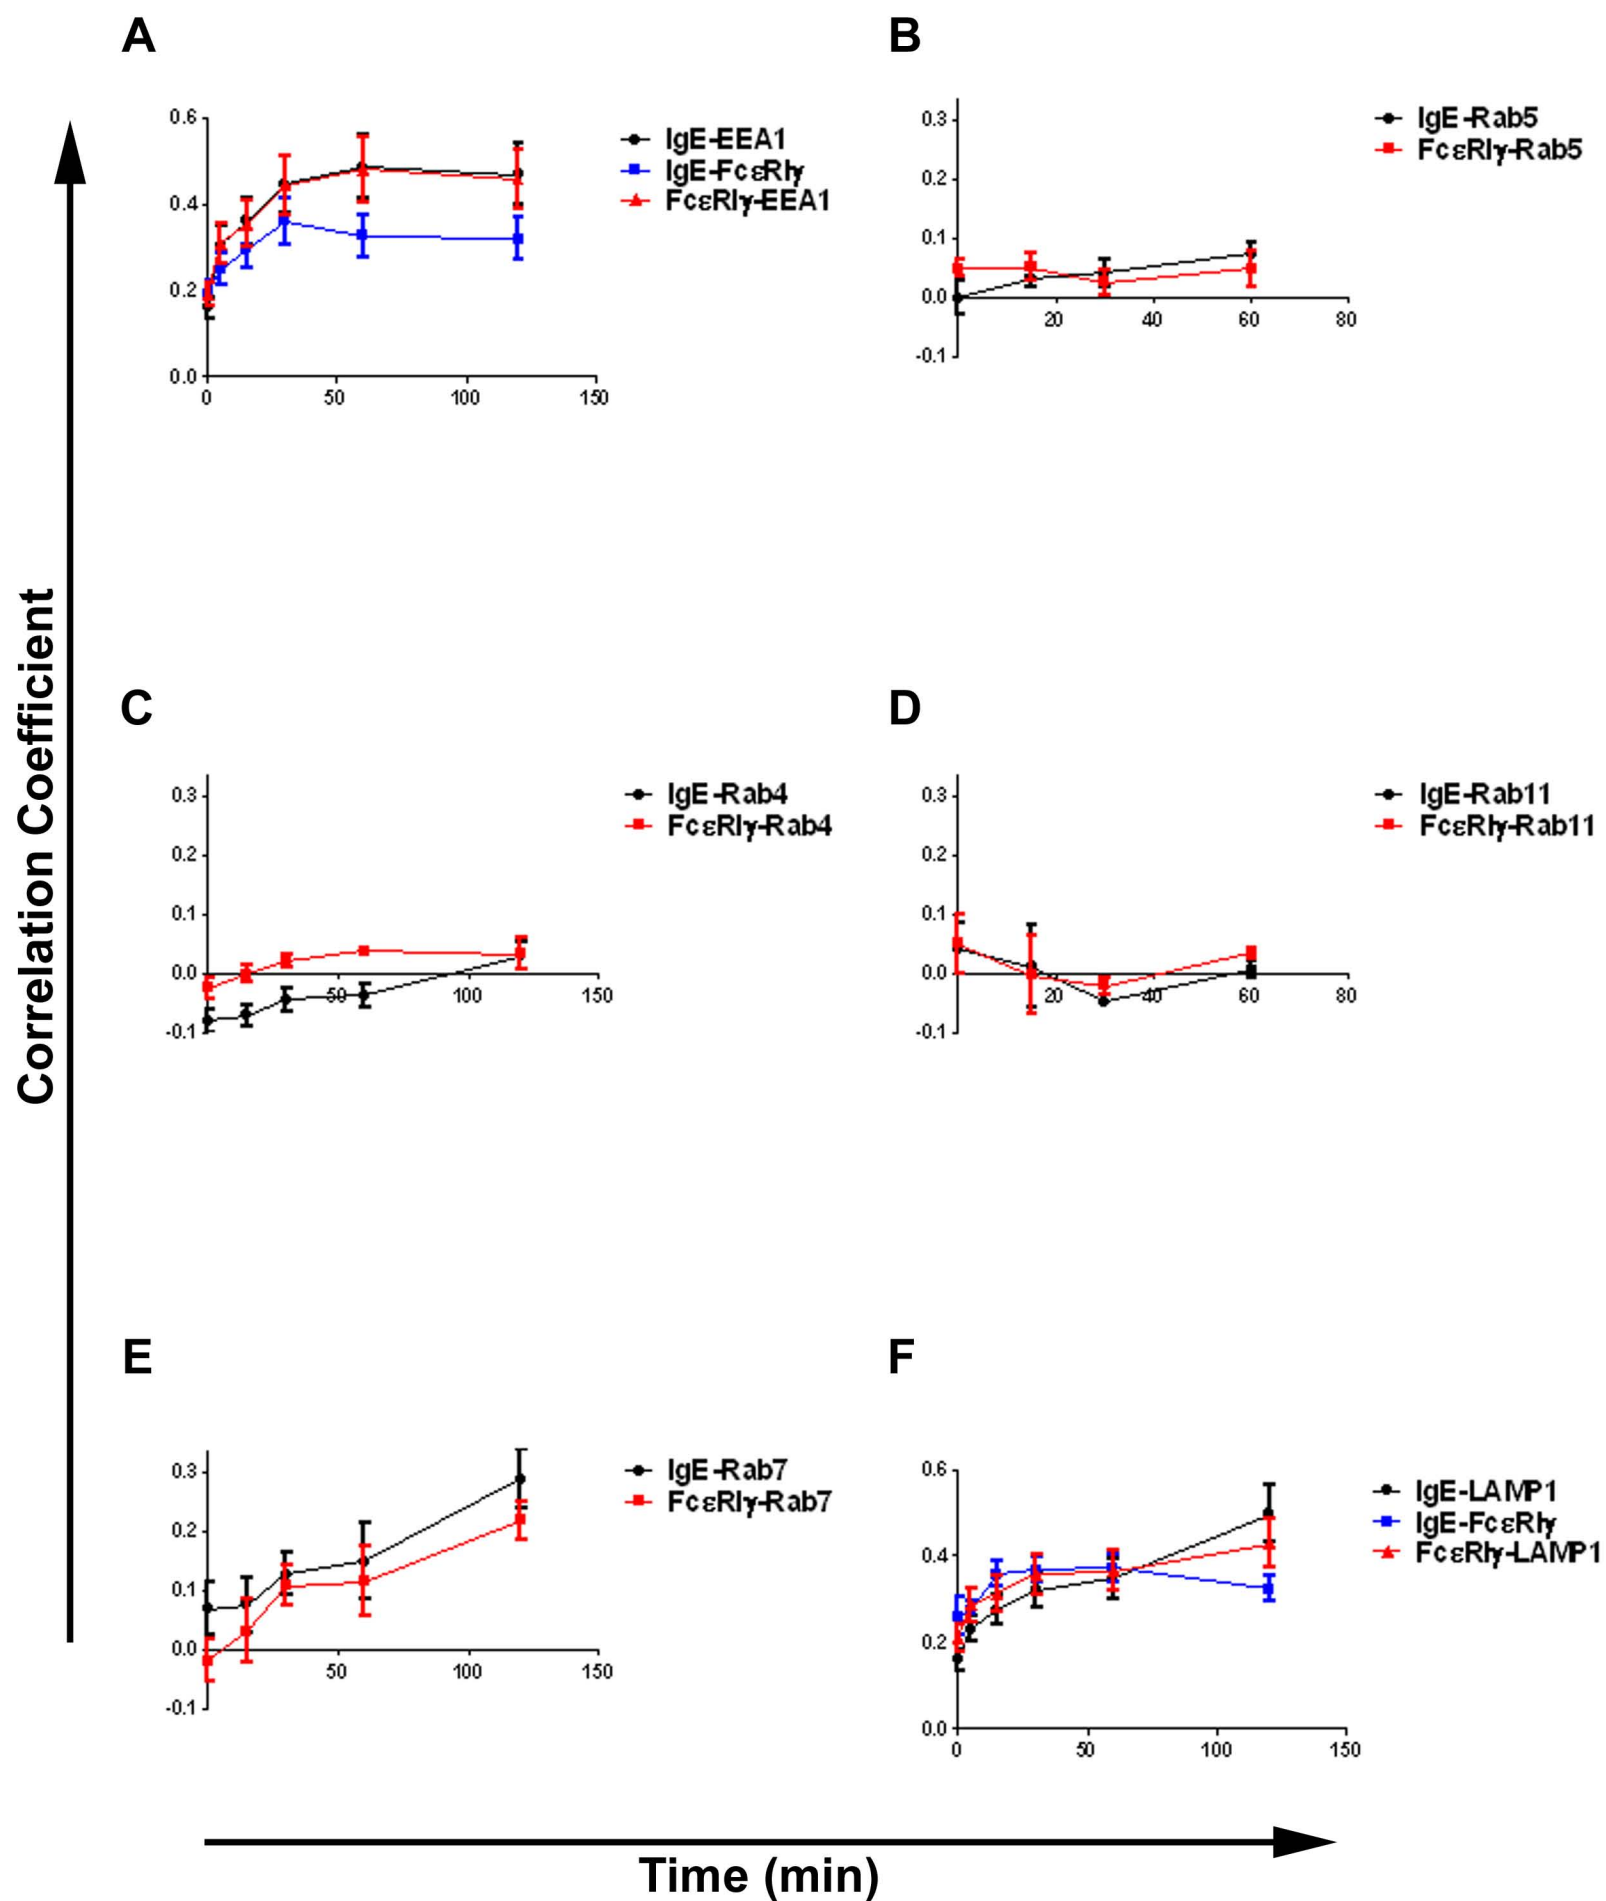 A
0.6
0.4
0.2
0.0
0 50 100 150
IgE-EEA1
IgE-FcεRIγ
FcεRIγ-EEA1
B
0.3
0.2
0.1
0.0
-0.1
20 40 60 80
IgE-Rab5
FcεRIγ-Rab5
Correlation Coefficient
C
0.3
0.2
0.1
0.0
-0.1
50 100 150
IgE-Rab4
FcεRIγ-Rab4
D
0.3
0.2
0.1
0.0
-0.1
20 40 60 80
IgE-Rab11
FcεRIγ-Rab11
E
0.3
0.2
0.1
0.0
-0.1
50 100 150
IgE-Rab7
FcεRIγ-Rab7
F
0.6
0.4
0.2
0.0
0 50 100 150
IgE-LAMP1
IgE-FcεRIγ
FcεRIγ-LAMP1
Time (min)